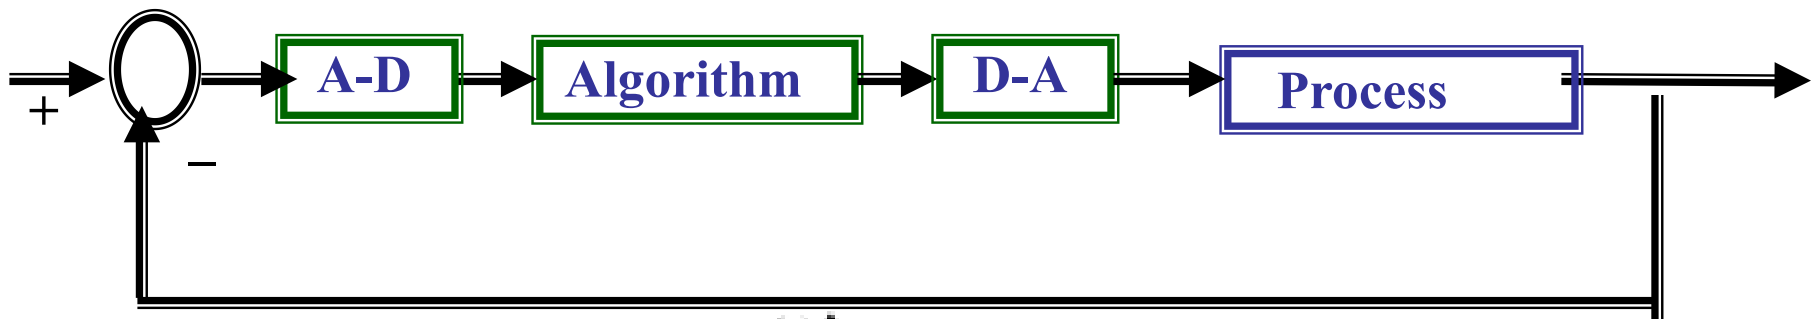 A-D
Algorithm
D-A
Process
+
–